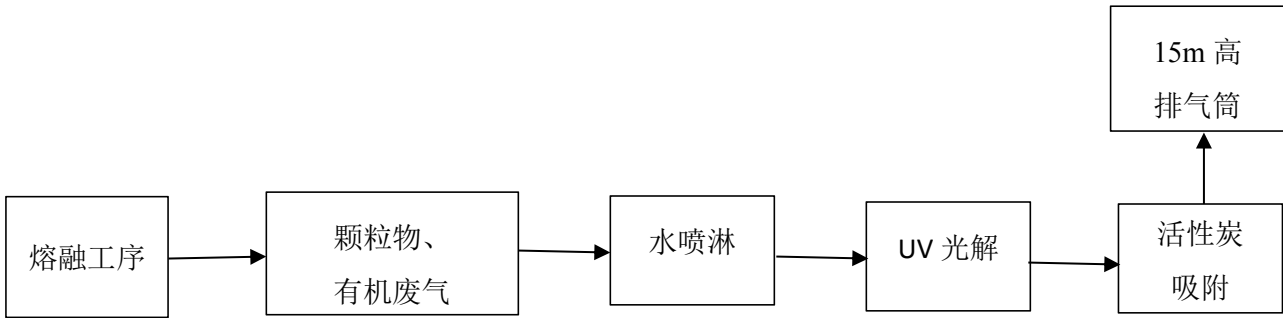 熔融工序
颗粒物、
有机废气
水喷淋
UV 光解
活性炭
吸附
15m 高
排气筒